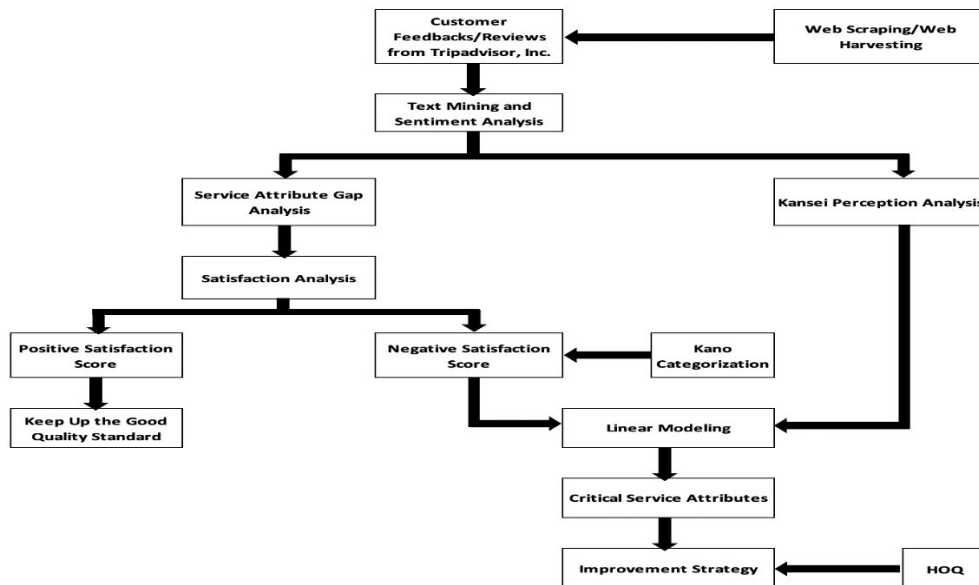 Customer
Feedbacks/Reviews
from Tripadvisor, Inc.
Web Scraping/Web
Harvesting
Text Mining and
Sentiment Analysis
Service Attribute Gap
Analysis
Kansei Perception Analysis
Satisfaction Analysis
Positive Satisfaction
Score
Negative Satisfaction
Score
Kano
Categorization
Keep Up the Good
Quality Standard
Linear Modeling
Critical Service Attributes
Improvement Strategy
HOQ